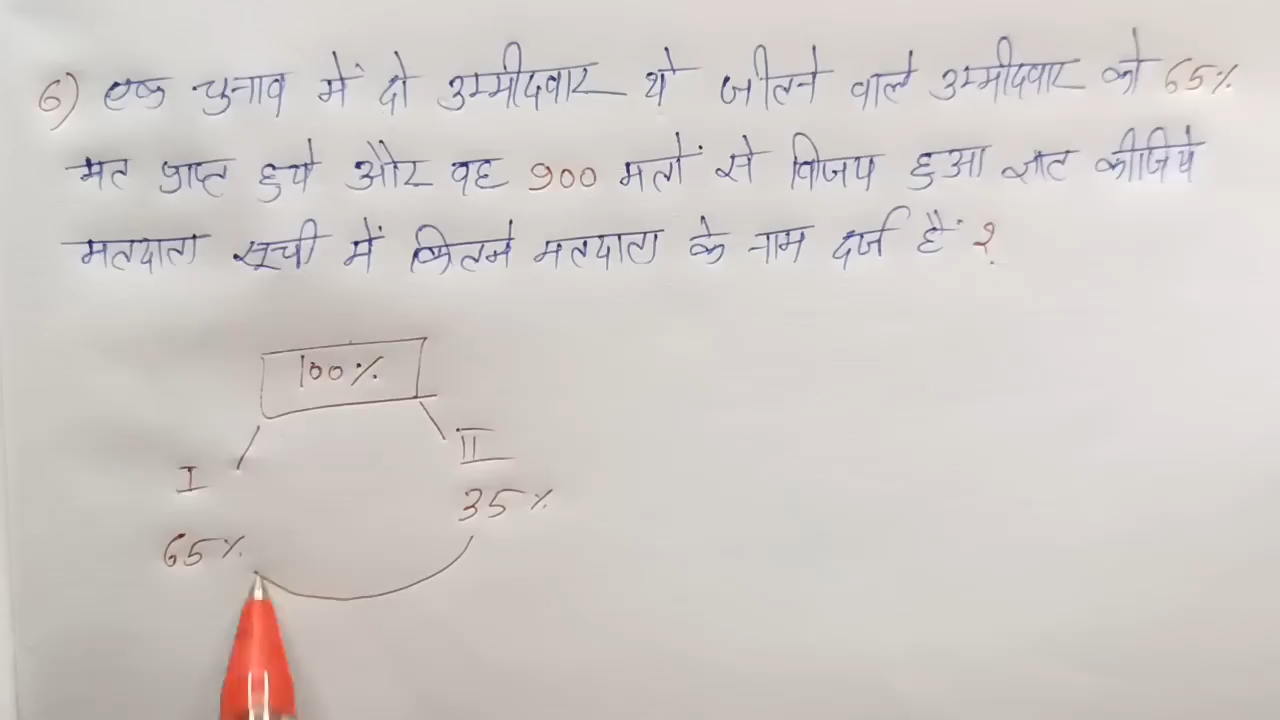 6) एक चुनाव में दो उम्मीदवार थे जीतने वाले उम्मीदवार को 65%
मत प्राप्त हुये और वह 900 मतों से विजय हुआ ज्ञात कीजिये
मतदाता सूची में कितने मतदाता के नाम दर्ज हैं ?
100%
I
II
65%
35%